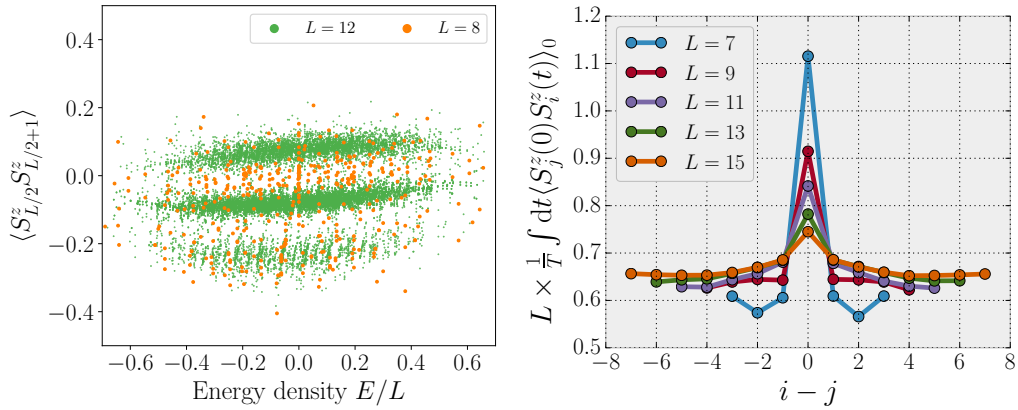 L = 12
L = 8
0.4
0.2
0.0
−0.2
−0.4
⟨S^z_{L/2} S^z_{L/2+1}⟩
−0.6 −0.4 −0.2 0.0 0.2 0.4 0.6
Energy density E/L
L = 7
L = 9
L = 11
L = 13
L = 15
1.2
1.1
1.0
0.9
0.8
0.7
0.6
0.5
L × 1/T ∫ dt⟨S^z_j(0)S^z_i(t)⟩_0
−8 −6 −4 −2 0 2 4 6 8
i − j